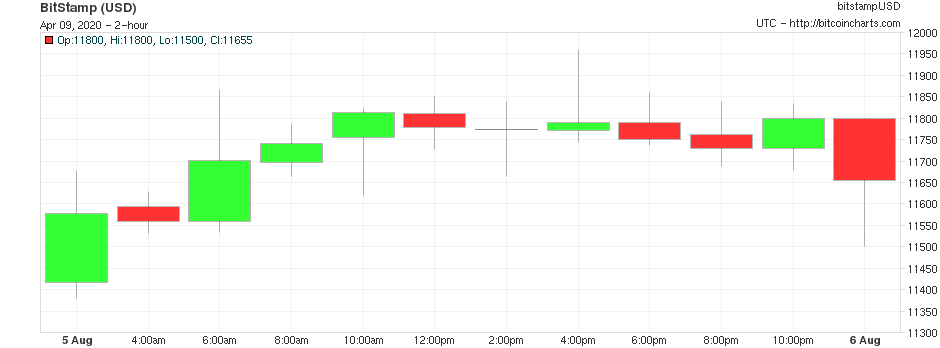 BitStamp (USD)
bitstampUSD
Apr 09, 2020 - 2-hour
UTC - http://bitcoincharts.com
Op:11800, Hi:11800, Lo:11500, Cl:11655
12000
11950
11900
11850
11800
11750
11700
11650
11600
11550
11500
11450
11400
11350
11300
5 Aug 4:00am 6:00am 8:00am 10:00am 12:00pm 2:00pm 4:00pm 6:00pm 8:00pm 10:00pm 6 Aug